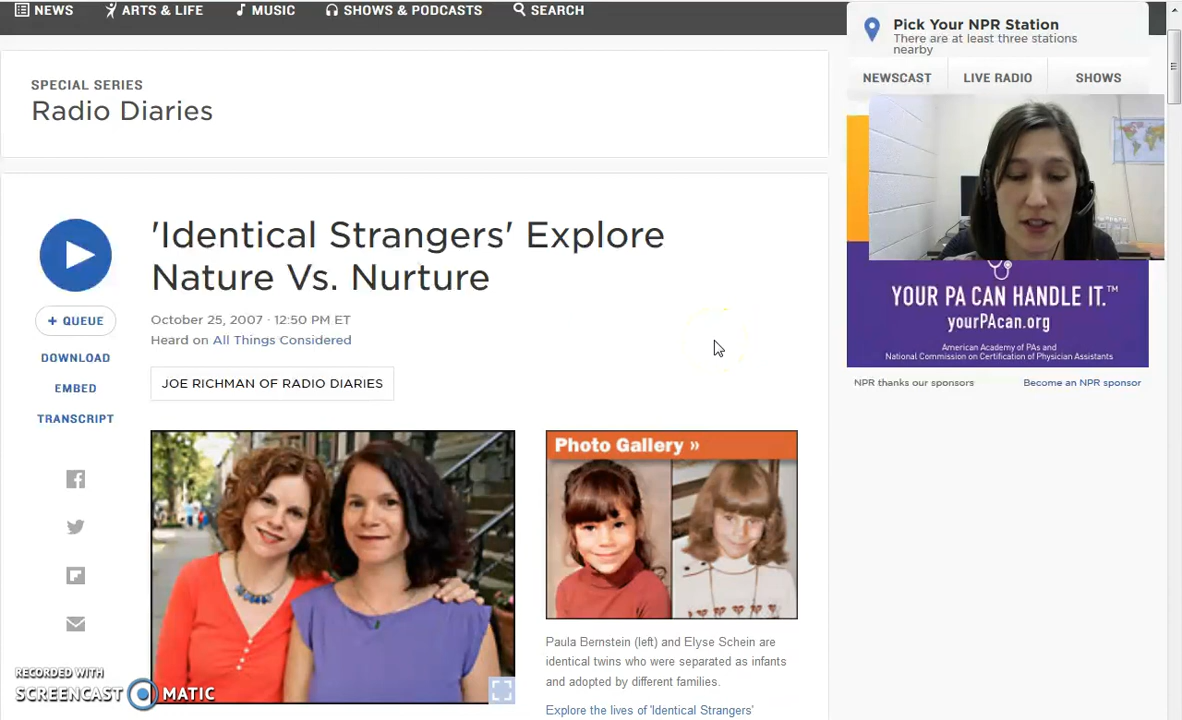 NEWS
ARTS & LIFE
MUSIC
SHOWS & PODCASTS
SEARCH
SPECIAL SERIES
Radio Diaries
'Identical Strangers' Explore
Nature Vs. Nurture
+ QUEUE
DOWNLOAD
EMBED
TRANSCRIPT
October 25, 2007 · 12:50 PM ET
Heard on All Things Considered
JOE RICHMAN OF RADIO DIARIES
Photo Gallery »
Paula Bernstein (left) and Elyse Schein are
identical twins who were separated as infants
and adopted by different families.
Explore the lives of 'Identical Strangers'
Pick Your NPR Station
There are at least three stations
nearby
NEWSCAST
LIVE RADIO
SHOWS
YOUR PA CAN HANDLE IT.™
yourPAcan.org
American Academy of PAs and
National Commission on Certification of Physician Assistants
NPR thanks our sponsors
Become an NPR sponsor
RECORDED WITH
SCREENCAST MATIC